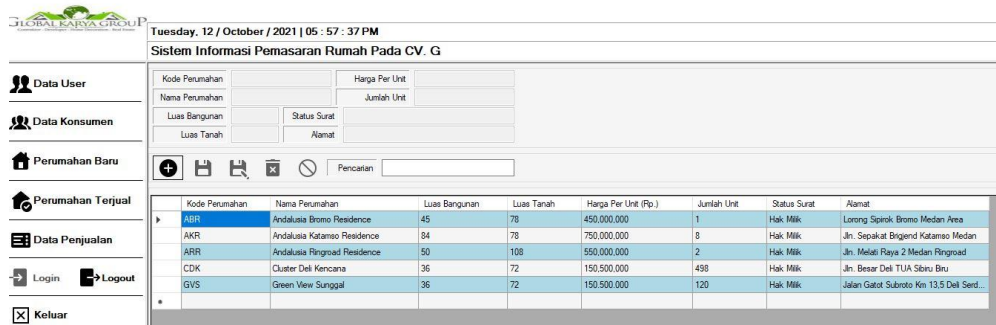 GLOBAL KARYA GROUP
Tuesday, 12 / October / 2021 | 05 : 57 : 37 PM
Sistem Informasi Pemasaran Rumah Pada CV. G
Data User
Data Konsumen
Perumahan Baru
Perumahan Terjual
Data Penjualan
Login Logout
Keluar
Kode Perumahan Harga Per Unit
Nama Perumahan Jumlah Unit
Luas Bangunan Status Surat
Luas Tanah Alamat
Pencarian
Kode Perumahan Nama Perumahan Luas Bangunan Luas Tanah Harga Per Unit (Rp.) Jumlah Unit Status Surat Alamat
ABR Andalusia Bromo Residence 45 78 450,000,000 1 Hak Milik Lorong Sipirok Bromo Medan Area
AKR Andalusia Katamso Residence 84 78 750,000,000 8 Hak Milik Jln. Sepakat Brigjend Katamso Medan
ARR Andalusia Ringroad Residence 50 108 550,000,000 2 Hak Milik Jln. Melati Raya 2 Medan Ringroad
CDK Cluster Deli Kencana 36 72 150,500,000 498 Hak Milik Jln. Besar Deli TUA Sibiru Biru
GVS Green View Sunggal 36 72 150.500.000 120 Hak Milik Jalan Gatot Subroto Km 13,5 Deli Serd...